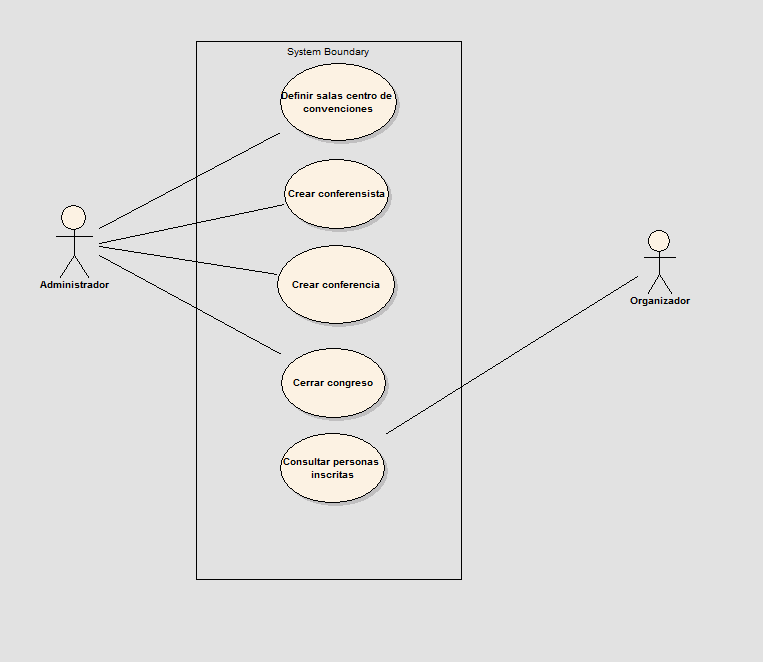 System Boundary
Definir salas centro de
convenciones
Crear conferensista
Administrador
Crear conferencia
Organizador
Cerrar congreso
Consultar personas
inscritas